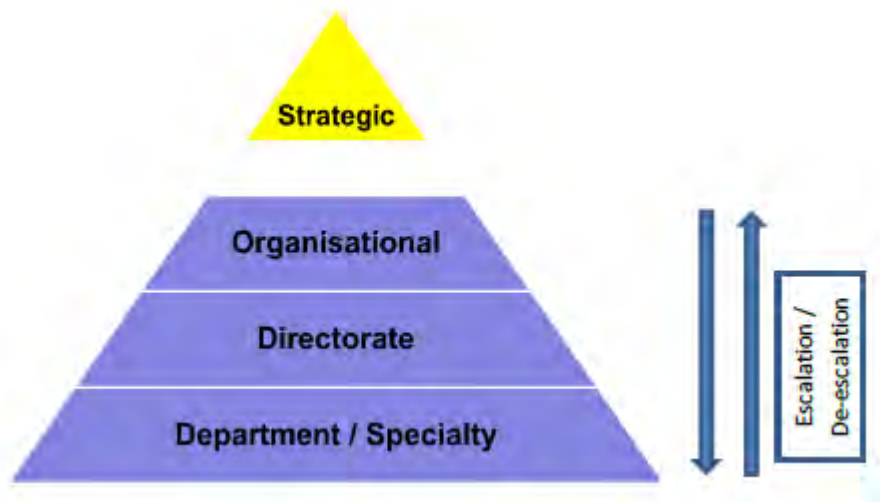 Strategic
Organisational
Directorate
Department / Specialty
Escalation /
De-escalation